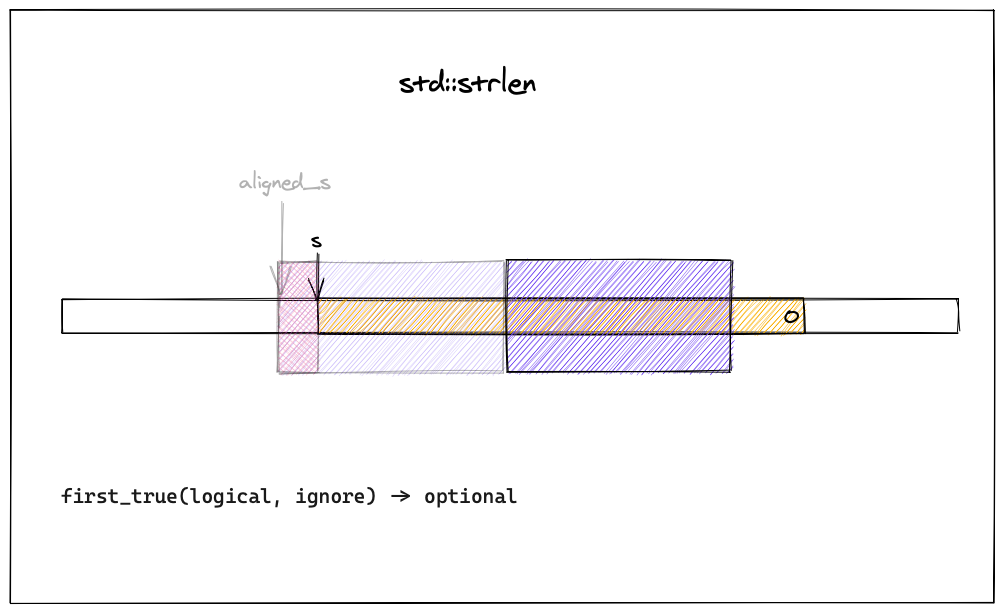 std::strlen
aligned_s
s
0
first_true(logical, ignore) -> optional